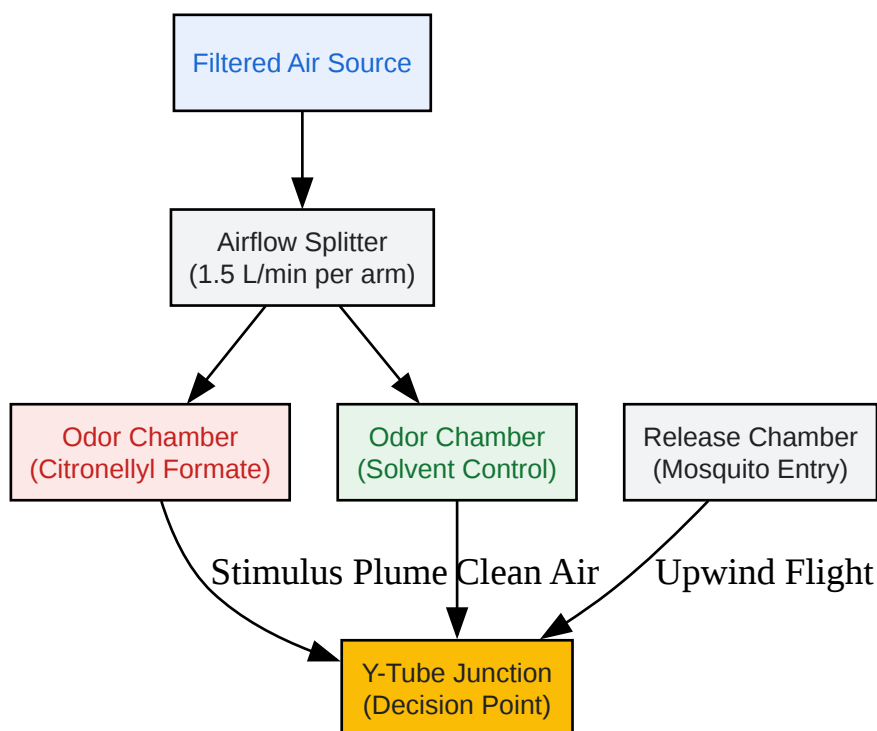 Filtered Air Source
Airflow Splitter
(1.5 L/min per arm)
Odor Chamber
(Citronellyl Formate)
Odor Chamber
(Solvent Control)
Release Chamber
(Mosquito Entry)
Stimulus Plume
Clean Air
Upwind Flight
Y-Tube Junction
(Decision Point)